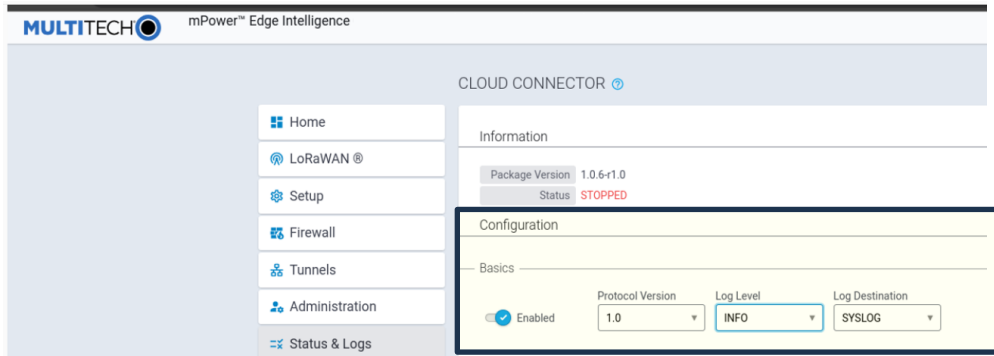 MULTITECH mPower™ Edge Intelligence
CLOUD CONNECTOR ?
Home
LoRaWAN ®
Setup
Firewall
Tunnels
Administration
Status & Logs
Information
Package Version 1.0.6-r1.0
Status STOPPED
Configuration
Basics
Enabled
Protocol Version
1.0
Log Level
INFO
Log Destination
SYSLOG